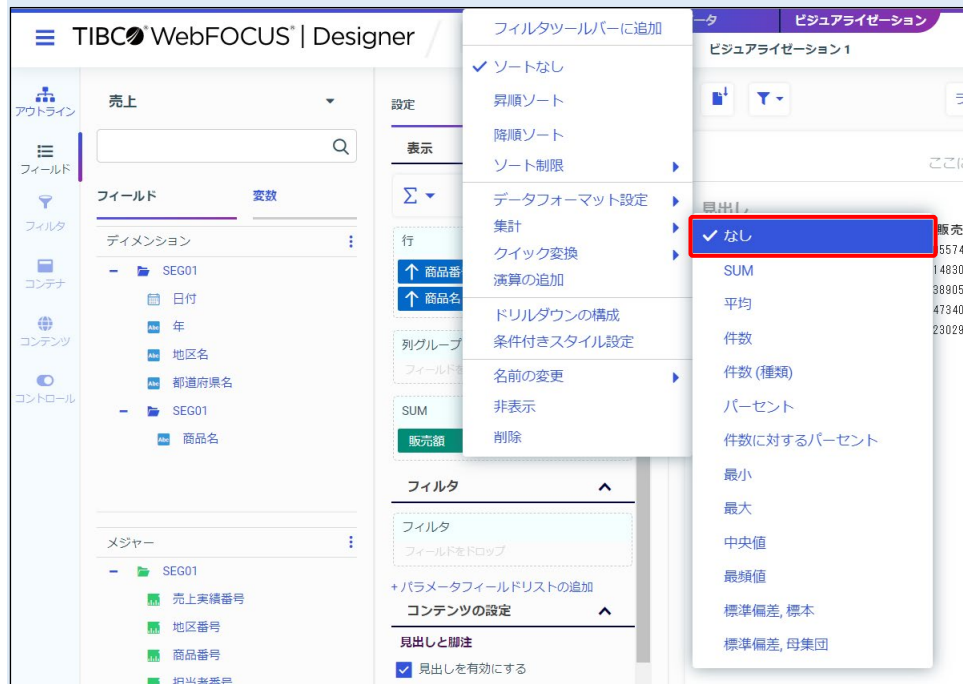 TIBCO® WebFOCUS® | Designer
フィルタツールバーに追加
ビジュアライゼーション
ビジュアライゼーション 1
アウトライン
フィールド
フィルタ
コンテナ
コンテンツ
コントロール
売上
フィールド
変数
ディメンション
SEG01
日付
年
地区名
都道府県名
SEG01
商品名
メジャー
SEG01
売上実績番号
地区番号
商品番号
担当者番号
設定
表示
行
商品番
商品名
列グループ
SUM
販売額
フィルタ
フィルタ
フィールドをドロップ
+ パラメータフィールドリストの追加
コンテンツの設定
見出しと脚注
見出しを有効にする
ソートなし
昇順ソート
降順ソート
ソート制限
データフォーマット設定
集計
クイック変換
演算の追加
ドリルダウンの構成
条件付きスタイル設定
名前の変更
非表示
削除
見出し
なし
SUM
平均
件数
件数 (種類)
パーセント
件数に対するパーセント
最小
最大
中央値
最頻値
標準偏差, 標本
標準偏差, 母集団
ここに
販売